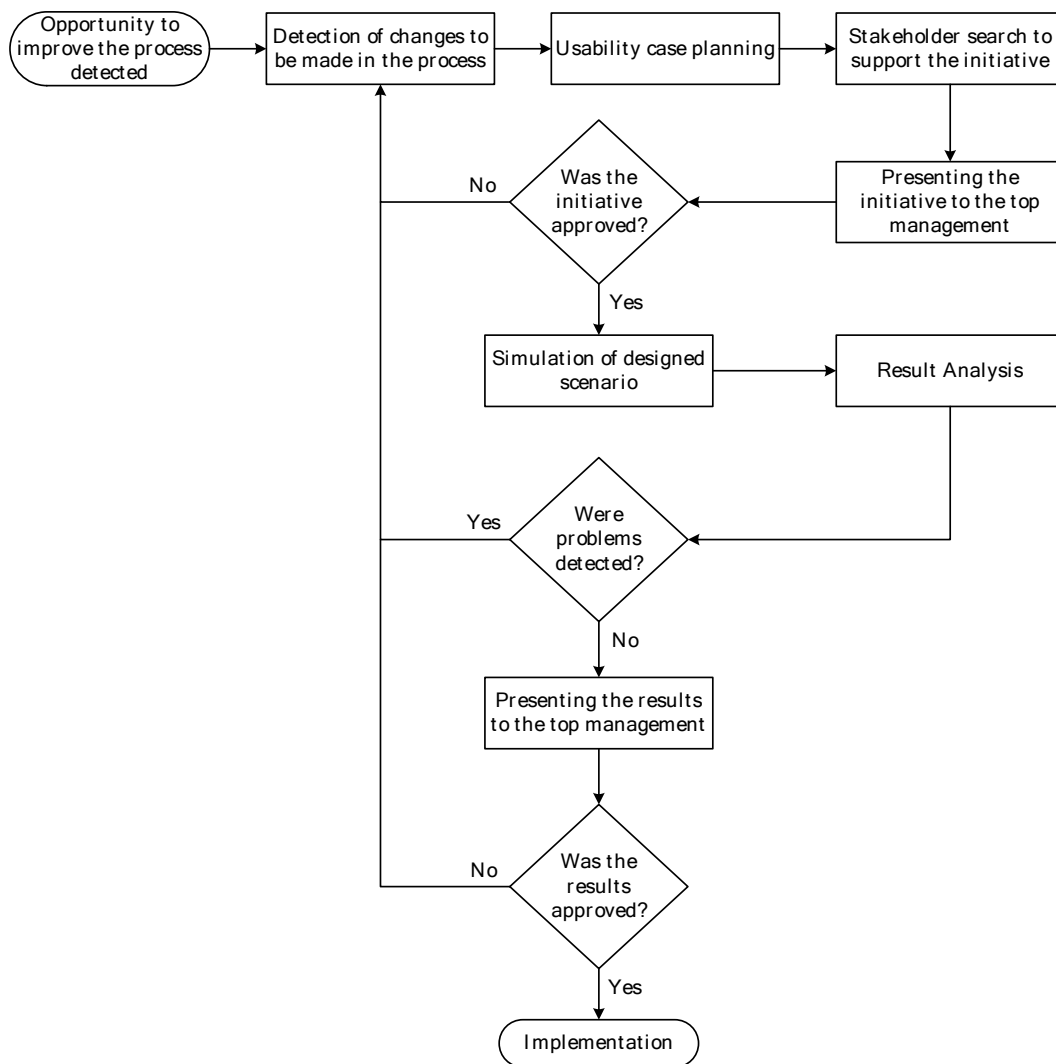 Opportunity to
improve the process
detected
Detection of changes to
be made in the process
Usability case planning
Stakeholder search to
support the initiative
Presenting the
initiative to the top
management
Was the
initiative
approved?
No
Yes
Simulation of designed
scenario
Result Analysis
Were
problems
detected?
Yes
No
Presenting the results
to the top management
Was the
results
approved?
No
Yes
Implementation